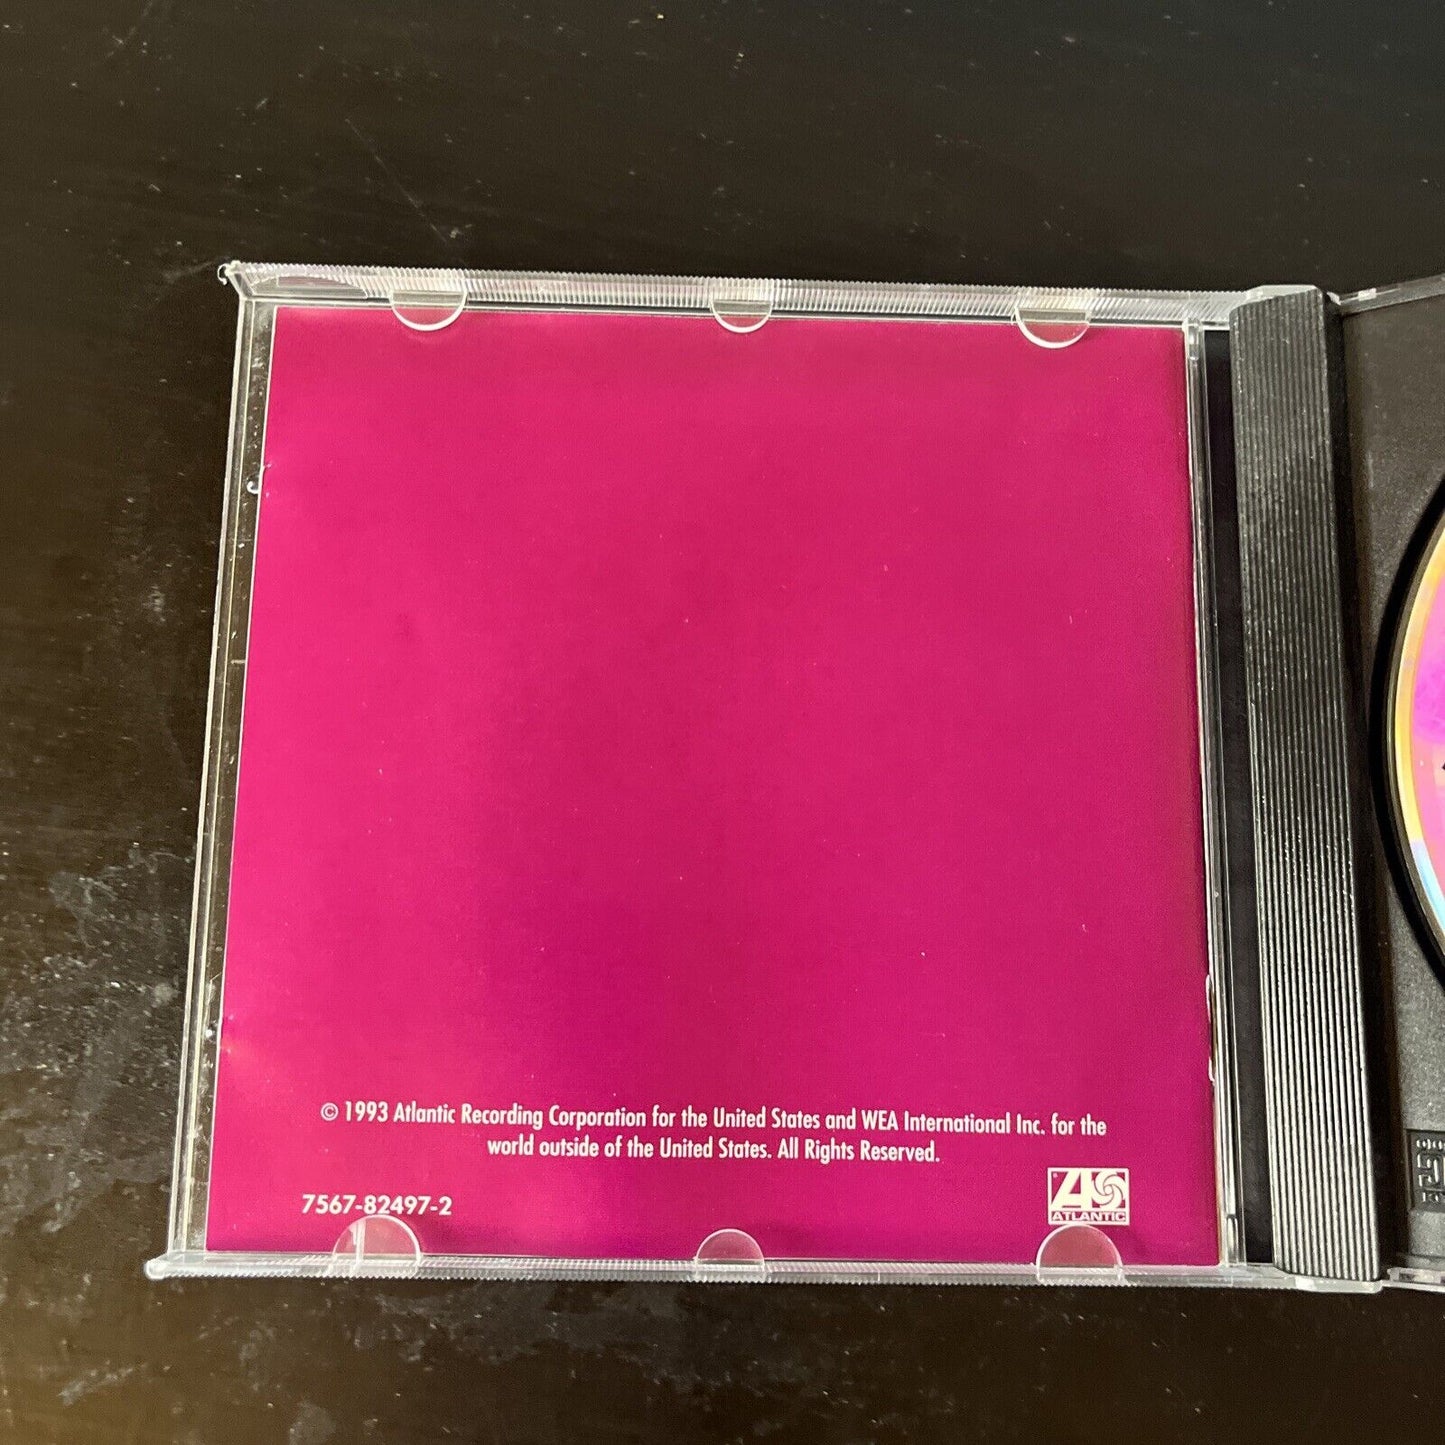 © 1993 Atlantic Recording Corporation for the United States and WEA International Inc. for the
world outside of the United States. All Rights Reserved.
7567-82497-2
ATLANTIC